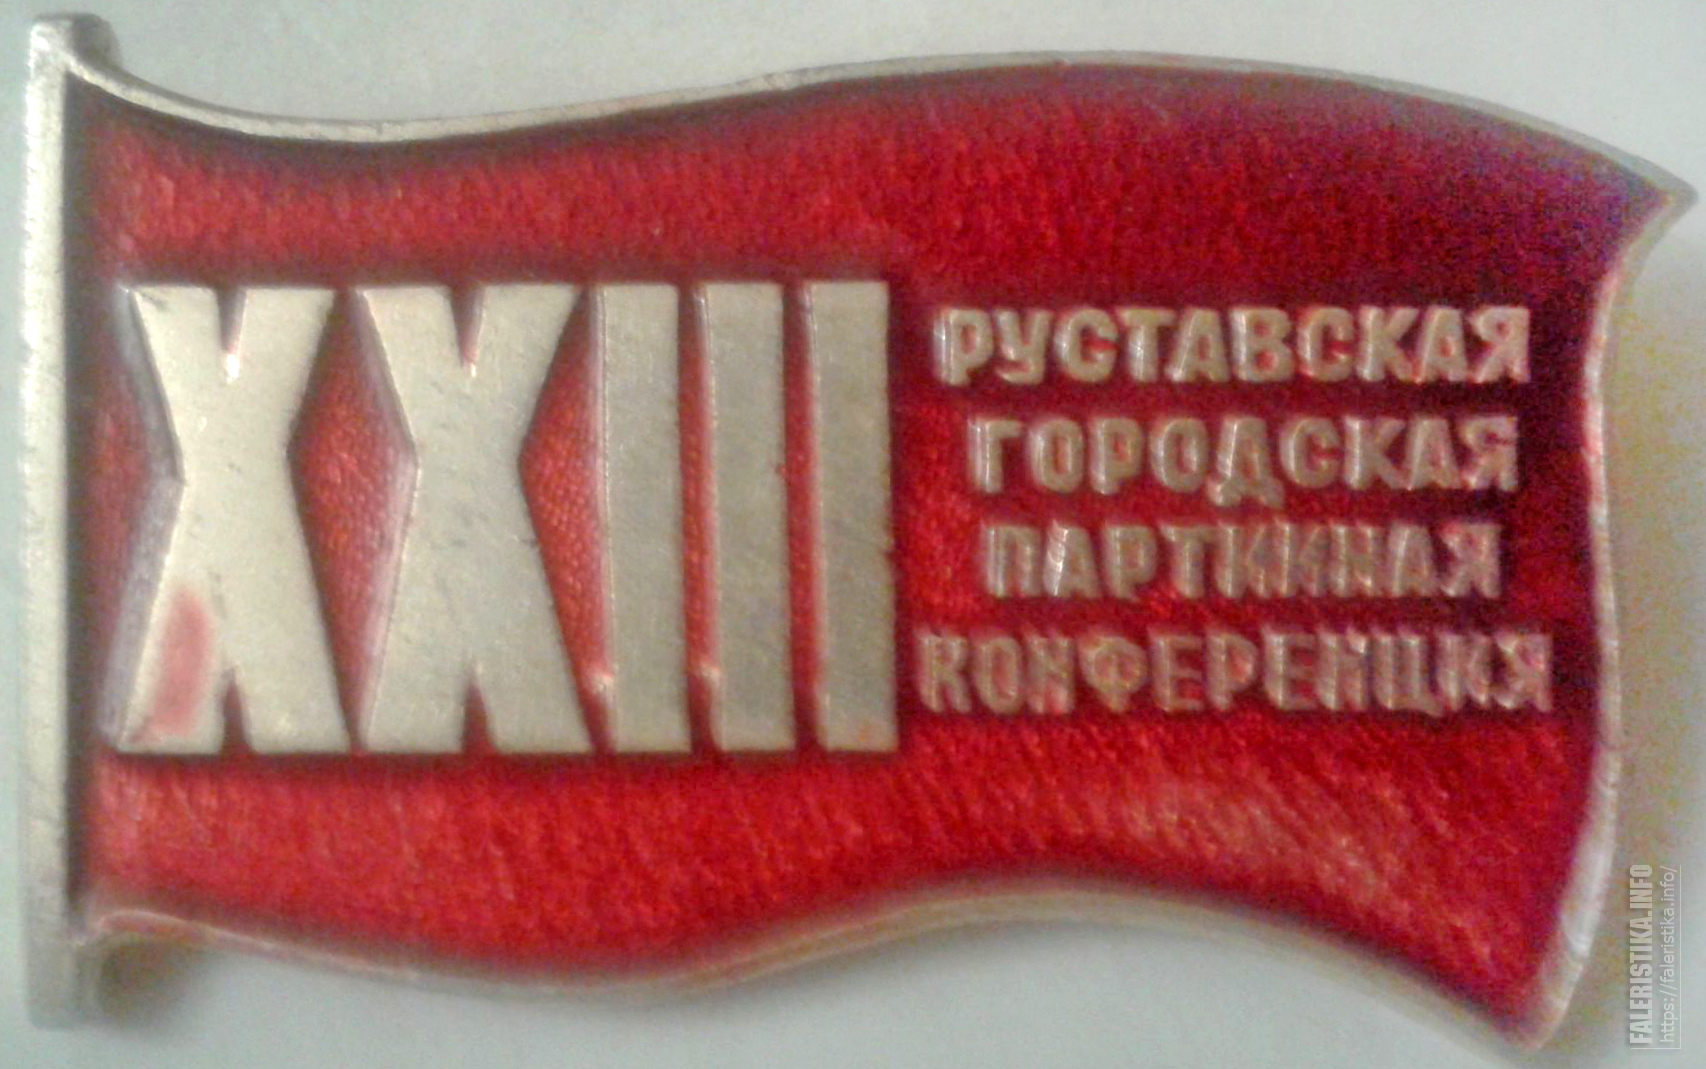 XXIII
РУСТАВСКАЯ
ГОРОДСКАЯ
ПАРТИЙНАЯ
КОНФЕРЕНЦИЯ
FALERISTIKA.INFO
https://faleristika.info/